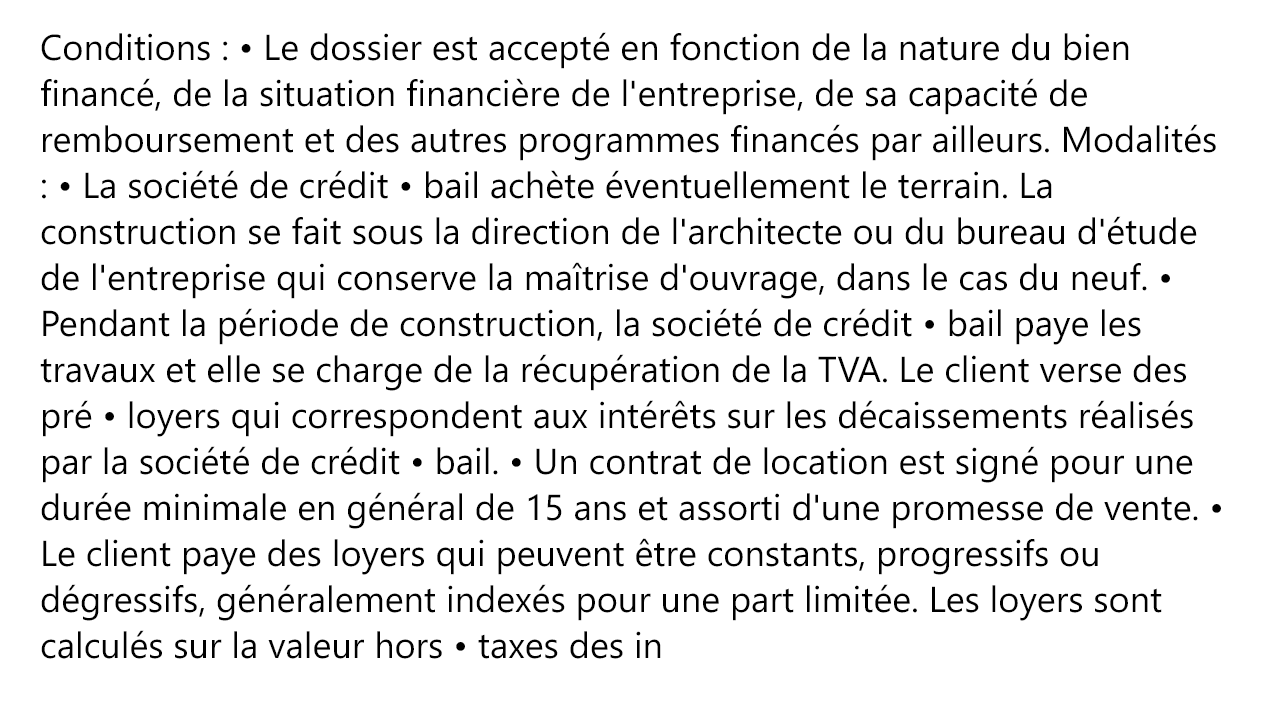 Conditions : • Le dossier est accepté en fonction de la nature du bien
financé, de la situation financière de l'entreprise, de sa capacité de
remboursement et des autres programmes financés par ailleurs. Modalités
: • La société de crédit • bail achète éventuellement le terrain. La
construction se fait sous la direction de l'architecte ou du bureau d'étude
de l'entreprise qui conserve la maîtrise d'ouvrage, dans le cas du neuf. •
Pendant la période de construction, la société de crédit • bail paye les
travaux et elle se charge de la récupération de la TVA. Le client verse des
pré • loyers qui correspondent aux intérêts sur les décaissements réalisés
par la société de crédit • bail. • Un contrat de location est signé pour une
durée minimale en général de 15 ans et assorti d'une promesse de vente. •
Le client paye des loyers qui peuvent être constants, progressifs ou
dégressifs, généralement indexés pour une part limitée. Les loyers sont
calculés sur la valeur hors • taxes des in